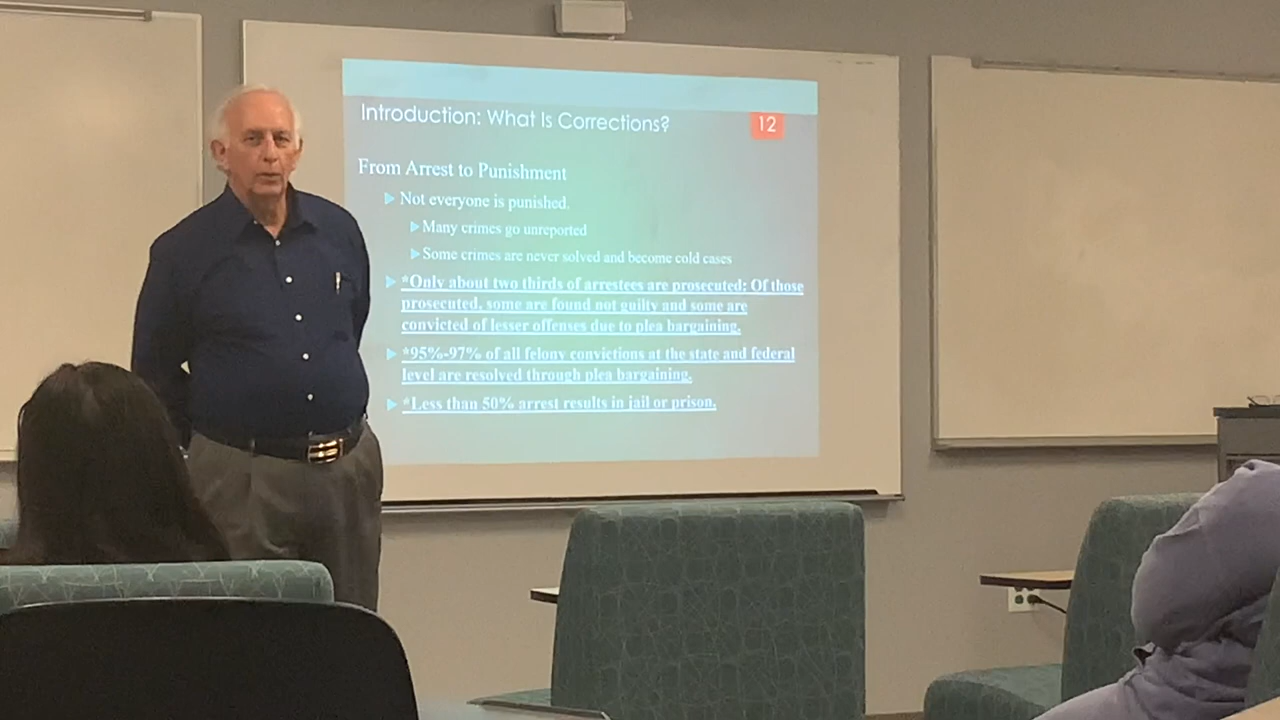 Introduction: What Is Corrections?
12
From Arrest to Punishment
Not everyone is punished.
Many crimes go unreported
Some crimes are never solved and become cold cases
*Only about two thirds of arrestees are prosecuted; Of those
prosecuted, some are found not guilty and some are
convicted of lesser offenses due to plea bargaining.
*95%-97% of all felony convictions at the state and federal
level are resolved through plea bargaining.
*Less than 50% arrest results in jail or prison.